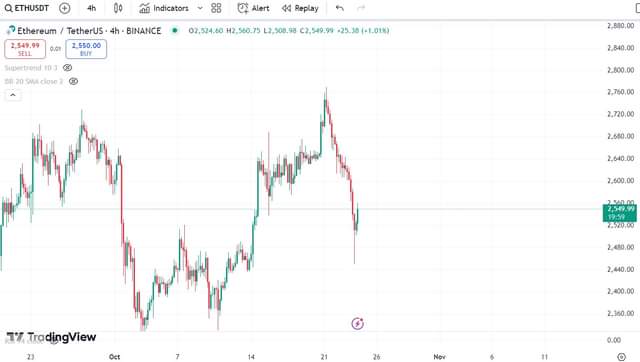 ETHUSDT 4h Indicators Alert Replay
Ethereum / TetherUS · 4h · BINANCE O2,524.60 H2,560.75 L2,508.98 C2,549.99 +25.38 (+1.01%)
2,549.99 SELL 0.01 2,550.00 BUY
Supertrend 10 3
BB 20 SMA close 2
2,880.00
2,840.00
2,800.00
2,760.00
2,720.00
2,680.00
2,640.00
2,600.00
2,560.00
2,549.99
19:59
2,520.00
2,480.00
2,440.00
2,400.00
2,360.00
TradingView
23 Oct 7 14 21 26 Nov 6 11